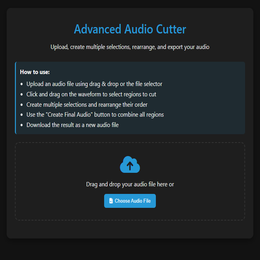 Advanced Audio Cutter
Upload, create multiple selections, rearrange, and export your audio
How to use:
Upload an audio file using drag & drop or the file selector
Click and drag on the waveform to select regions to cut
Create multiple selections and rearrange their order
Use the "Create Final Audio" button to combine all regions
Download the result as a new audio file
Drag and drop your audio file here or
Choose Audio File